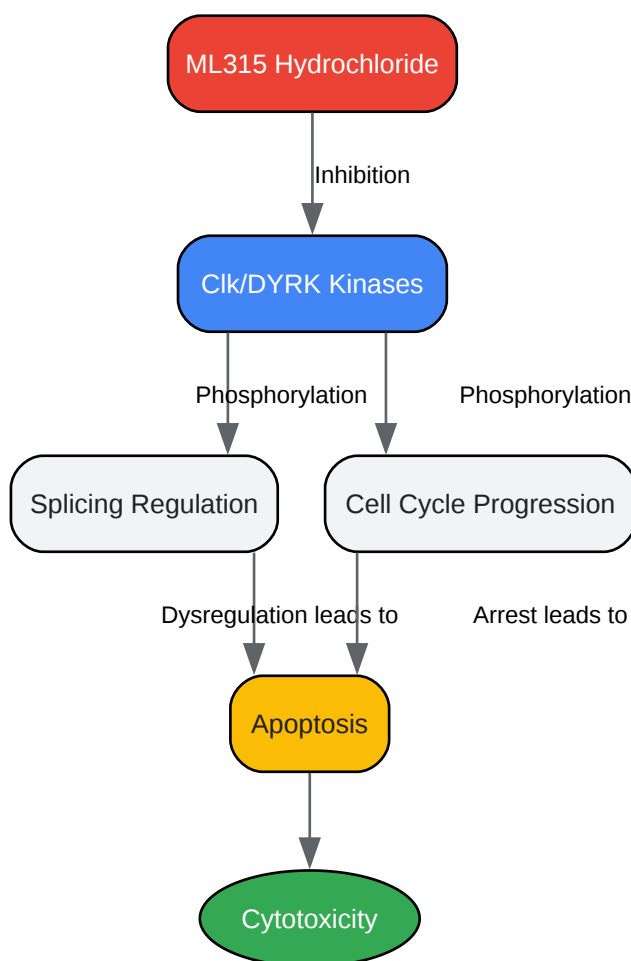 ML315 Hydrochloride
Inhibition
Clk/DYRK Kinases
Phosphorylation
Phosphorylation
Splicing Regulation
Cell Cycle Progression
Dysregulation leads to
Arrest leads to
Apoptosis
Cytotoxicity